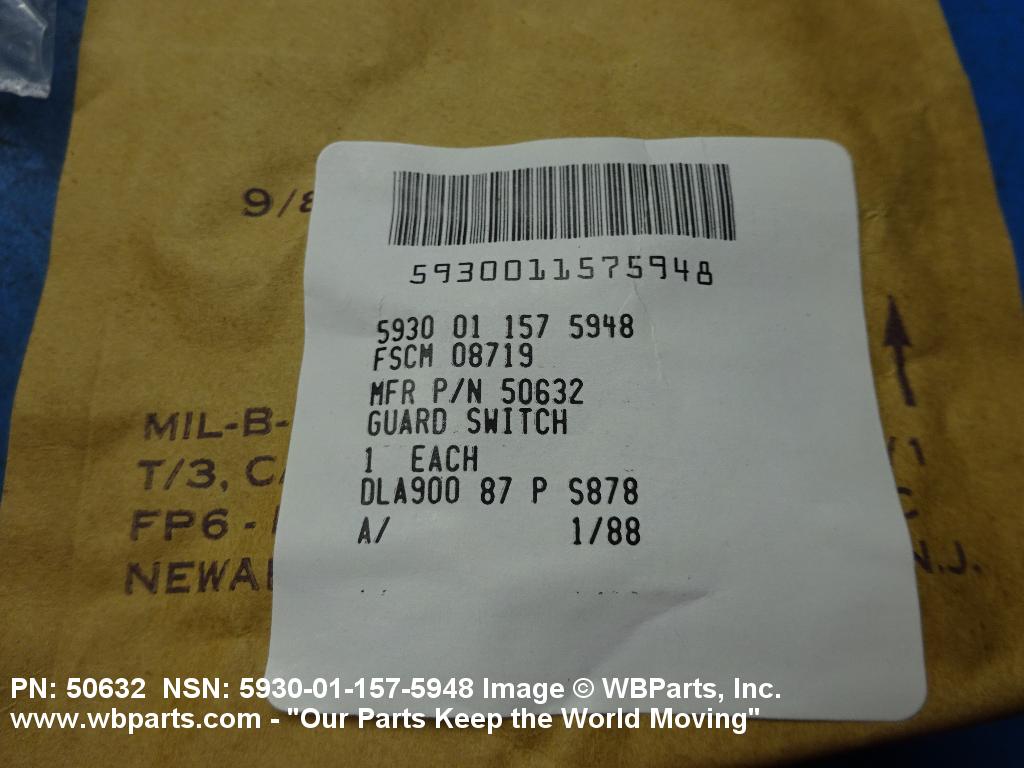 9/8
5930011575948
5930 01 157 5948
FSCM 08719
MFR P/N 50632
GUARD SWITCH
1 EACH
DLA900 87 P S878
A/ 1/88
MIL-B-
T/3, C
FP6 -
NEWA N.J.
PN: 50632 NSN: 5930-01-157-5948 Image © WBParts, Inc.
www.wbparts.com - "Our Parts Keep the World Moving"